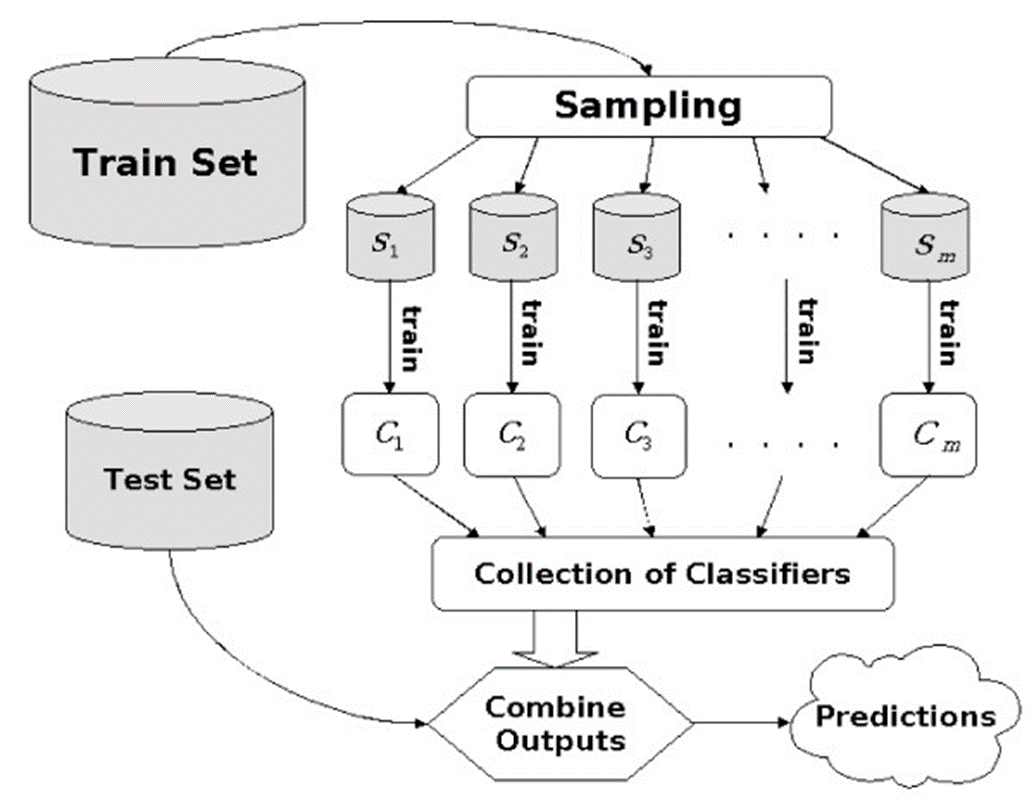 Train Set
Sampling
S1 S2 S3 . . . . Sm
train train train train train
Test Set
C1 C2 C3 . . . . Cm
Collection of Classifiers
Combine
Outputs
Predictions